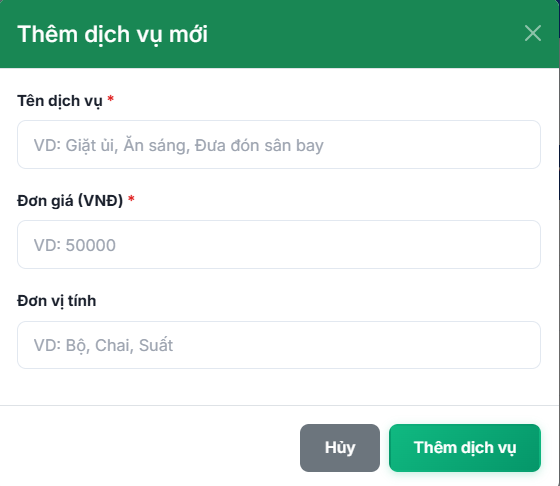 Thêm dịch vụ mới
Tên dịch vụ *
VD: Giặt ủi, Ăn sáng, Đưa đón sân bay
Đơn giá (VNĐ) *
VD: 50000
Đơn vị tính
VD: Bộ, Chai, Suất
Hủy
Thêm dịch vụ